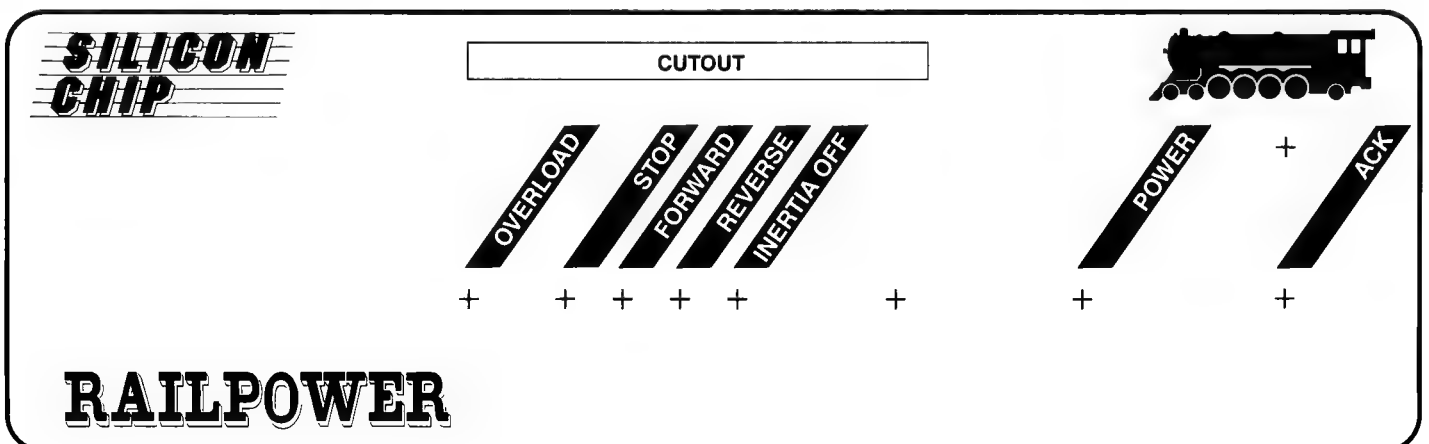 SILICON
CHIP
CUTOUT
OVERLOAD
STOP
FORWARD
REVERSE
INERTIA OFF
POWER
ACK
RAILPOWER